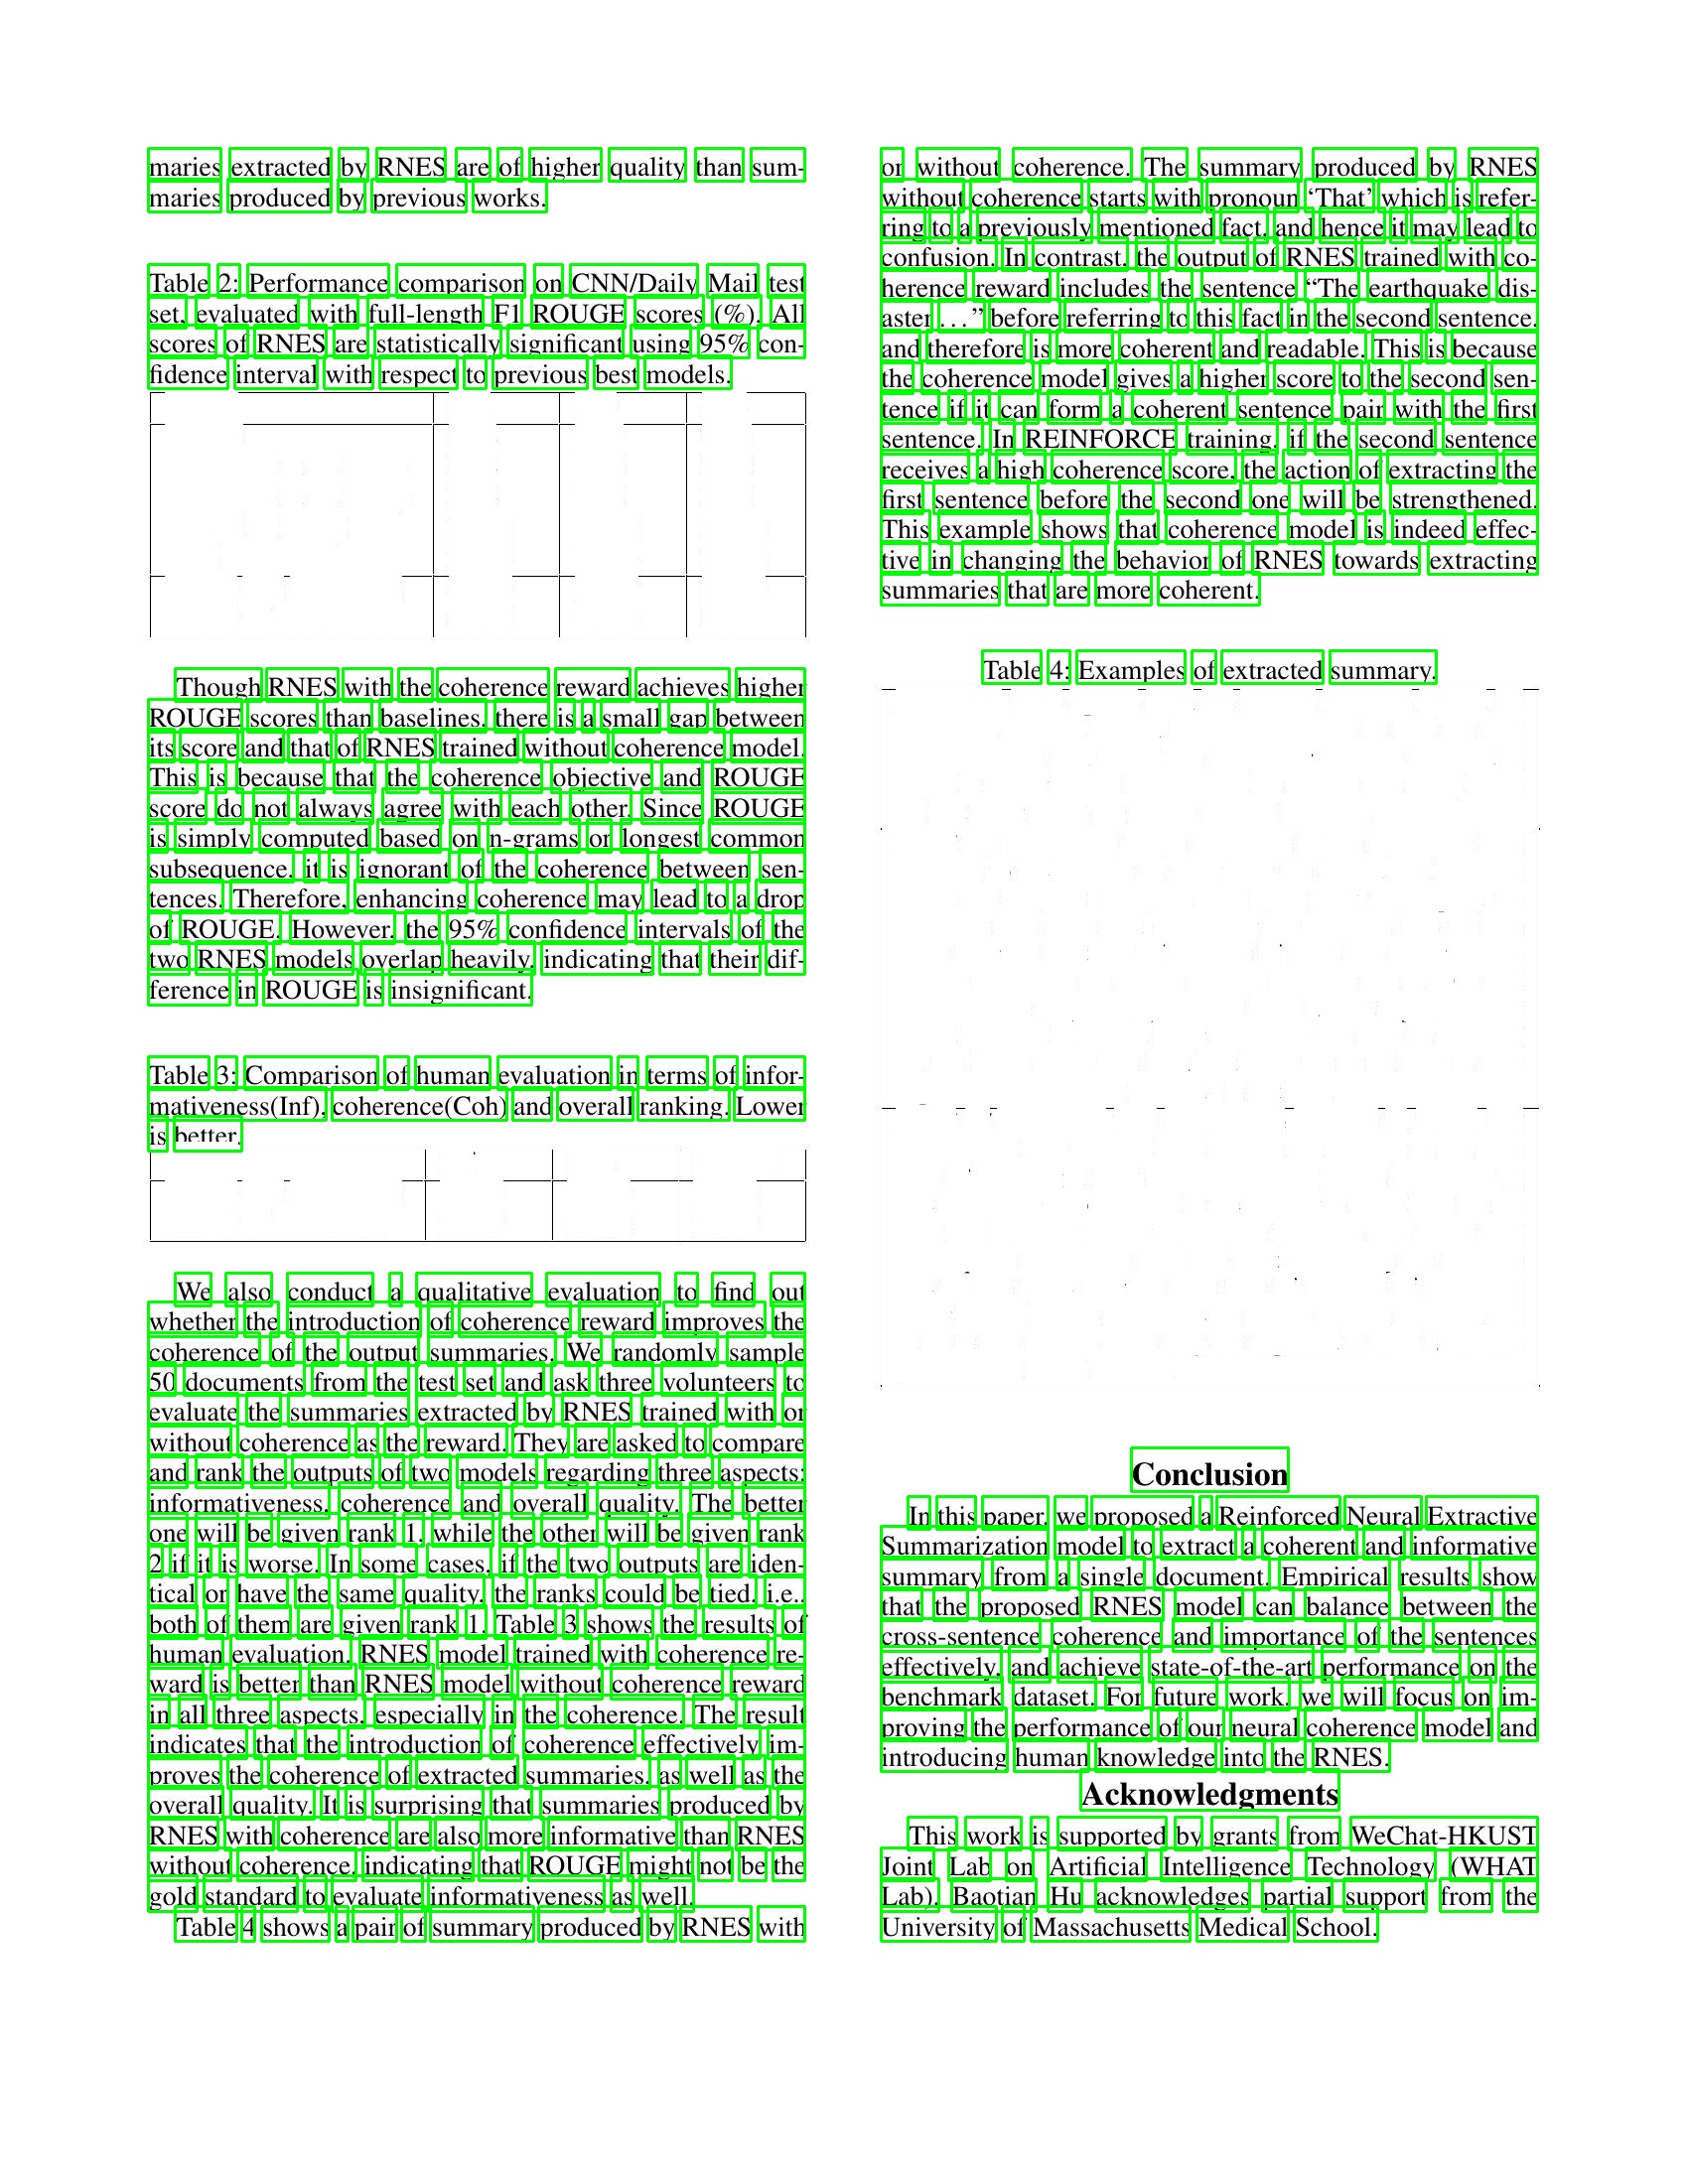 maries extracted by RNES are of higher quality than sum-
maries produced by previous works.
Table 2: Performance comparison on CNN/Daily Mail test
set, evaluated with full-length F1 ROUGE scores (%). All
scores of RNES are statistically significant using 95% con-
fidence interval with respect to previous best models.
Though RNES with the coherence reward achieves higher
ROUGE scores than baselines, there is a small gap between
its score and that of RNES trained without coherence model.
This is because that the coherence objective and ROUGE
score do not always agree with each other. Since ROUGE
is simply computed based on n-grams or longest common
subsequence, it is ignorant of the coherence between sen-
tences. Therefore, enhancing coherence may lead to a drop
of ROUGE. However, the 95% confidence intervals of the
two RNES models overlap heavily, indicating that their dif-
ference in ROUGE is insignificant.
Table 3: Comparison of human evaluation in terms of infor-
mativeness(Inf), coherence(Coh) and overall ranking. Lower
is better.
We also conduct a qualitative evaluation to find out
whether the introduction of coherence reward improves the
coherence of the output summaries. We randomly sample
50 documents from the test set and ask three volunteers to
evaluate the summaries extracted by RNES trained with or
without coherence as the reward. They are asked to compare
and rank the outputs of two models regarding three aspects:
informativeness, coherence and overall quality. The better
one will be given rank 1, while the other will be given rank
2 if it is worse. In some cases, if the two outputs are iden-
tical or have the same quality, the ranks could be tied, i.e.,
both of them are given rank 1. Table 3 shows the results of
human evaluation. RNES model trained with coherence re-
ward is better than RNES model without coherence reward
in all three aspects, especially in the coherence. The result
indicates that the introduction of coherence effectively im-
proves the coherence of extracted summaries, as well as the
overall quality. It is surprising that summaries produced by
RNES with coherence are also more informative than RNES
without coherence, indicating that ROUGE might not be the
gold standard to evaluate informativeness as well.
Table 4 shows a pair of summary produced by RNES with
or without coherence. The summary produced by RNES
without coherence starts with pronoun ‘That’ which is refer-
ring to a previously mentioned fact, and hence it may lead to
confusion. In contrast, the output of RNES trained with co-
herence reward includes the sentence “The earthquake dis-
aster ...” before referring to this fact in the second sentence,
and therefore is more coherent and readable. This is because
the coherence model gives a higher score to the second sen-
tence if it can form a coherent sentence pair with the first
sentence. In REINFORCE training, if the second sentence
receives a high coherence score, the action of extracting the
first sentence before the second one will be strengthened.
This example shows that coherence model is indeed effec-
tive in changing the behavior of RNES towards extracting
summaries that are more coherent.
Table 4: Examples of extracted summary.
Conclusion
In this paper, we proposed a Reinforced Neural Extractive
Summarization model to extract a coherent and informative
summary from a single document. Empirical results show
that the proposed RNES model can balance between the
cross-sentence coherence and importance of the sentences
effectively, and achieve state-of-the-art performance on the
benchmark dataset. For future work, we will focus on im-
proving the performance of our neural coherence model and
introducing human knowledge into the RNES.
Acknowledgments
This work is supported by grants from WeChat-HKUST
Joint Lab on Artificial Intelligence Technology (WHAT
Lab). Baotian Hu acknowledges partial support from the
University of Massachusetts Medical School.